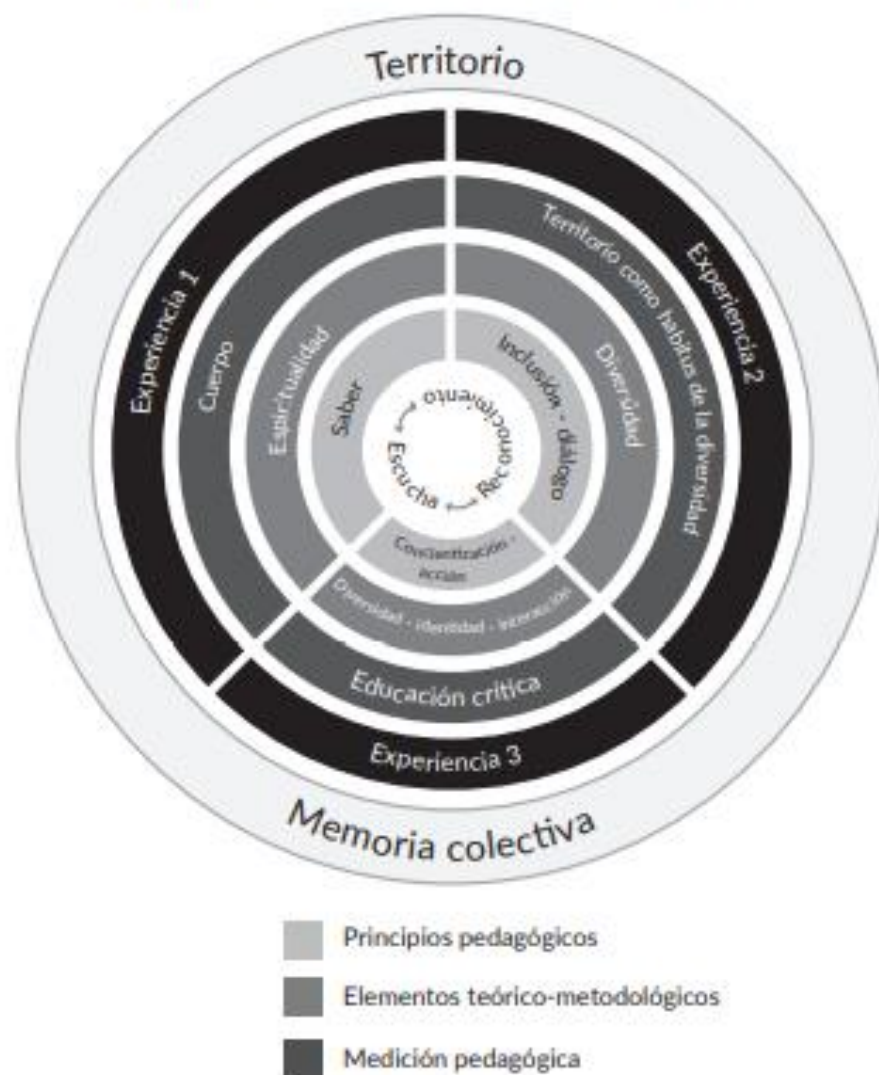 Territorio
Experiencia 1
Cuerpo
Espiritualidad
Saber
Experiencia 2
Territorio como habitus de la diversidad
Diversidad
Inclusión - diálogo
Reconocimiento
Escucha
Concientización -
acción
Diversidad - identidad - interacción
Educación crítica
Experiencia 3
Memoria colectiva
Principios pedagógicos
Elementos teórico-metodológicos
Medición pedagógica